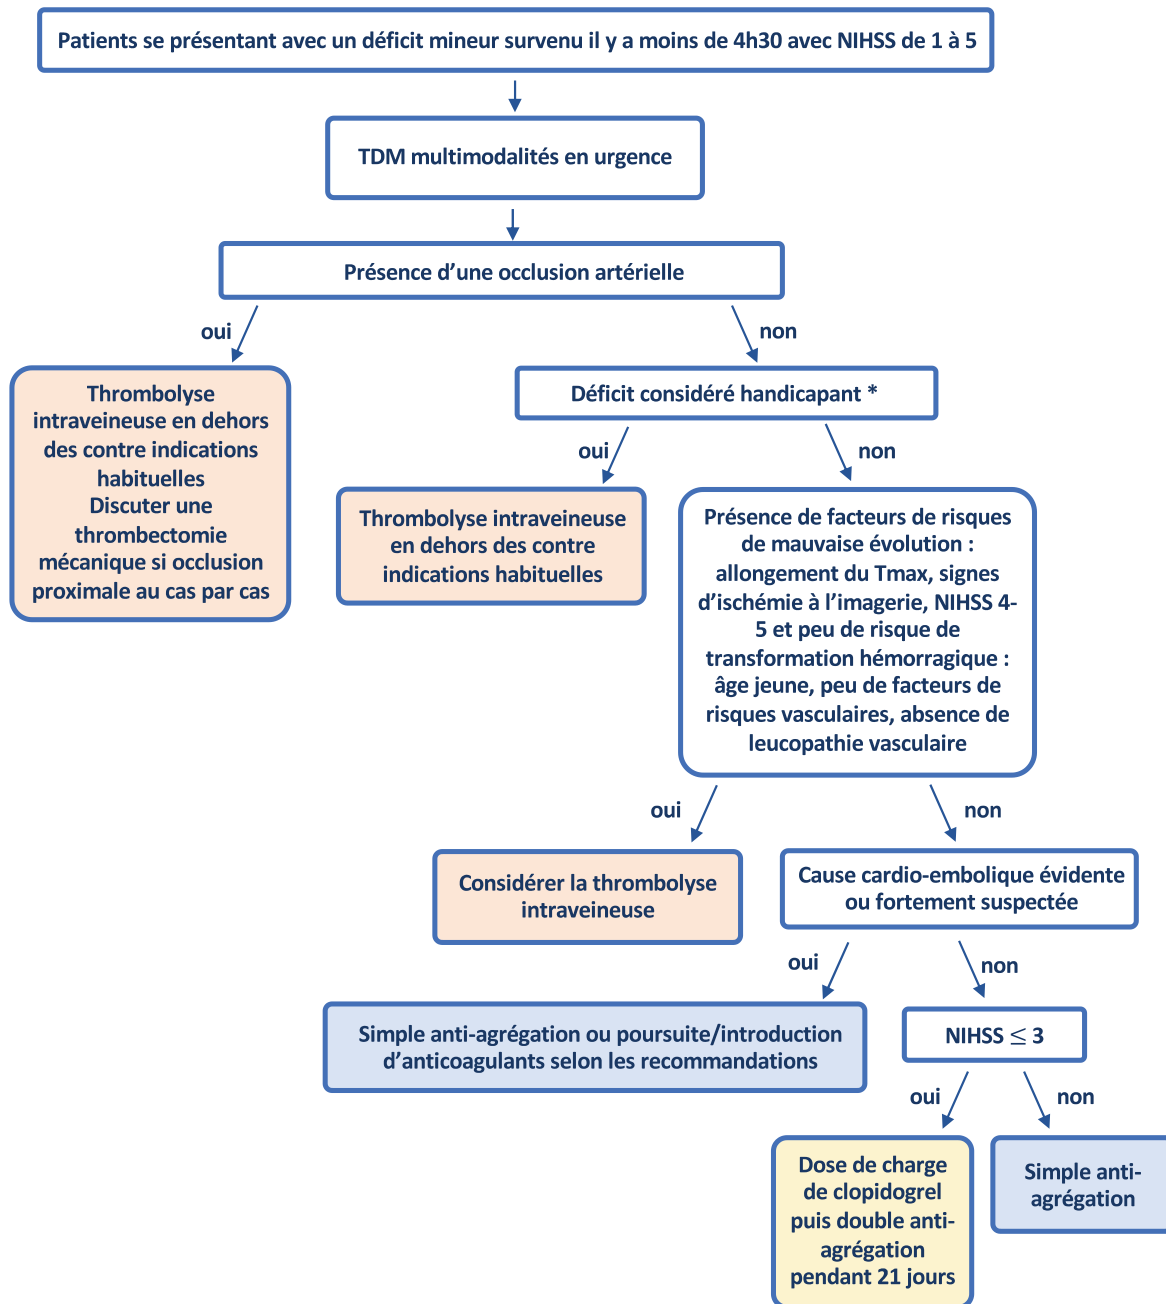 Patients se présentant avec un déficit mineur survenu il y a moins de 4h30 avec NIHSS de 1 à 5
TDM multimodalités en urgence
Présence d’une occlusion artérielle
oui
non
Thrombolyse
intraveineuse en dehors
des contre indications
habituelles
Discuter une
thrombectomie
mécanique si occlusion
proximale au cas par cas
Déficit considéré handicapant *
oui
non
Thrombolyse intraveineuse
en dehors des contre
indications habituelles
Présence de facteurs de risques
de mauvaise évolution :
allongement du Tmax, signes
d’ischémie à l’imagerie, NIHSS 4-
5 et peu de risque de
transformation hémorragique :
âge jeune, peu de facteurs de
risques vasculaires, absence de
leucopathie vasculaire
oui
non
Considérer la thrombolyse
intraveineuse
Cause cardio-embolique évidente
ou fortement suspectée
oui
non
Simple anti-agrégation ou poursuite/introduction
d’anticoagulants selon les recommandations
NIHSS ≤ 3
oui
non
Dose de charge
de clopidogrel
puis double anti-
agrégation
pendant 21 jours
Simple anti-
agrégation